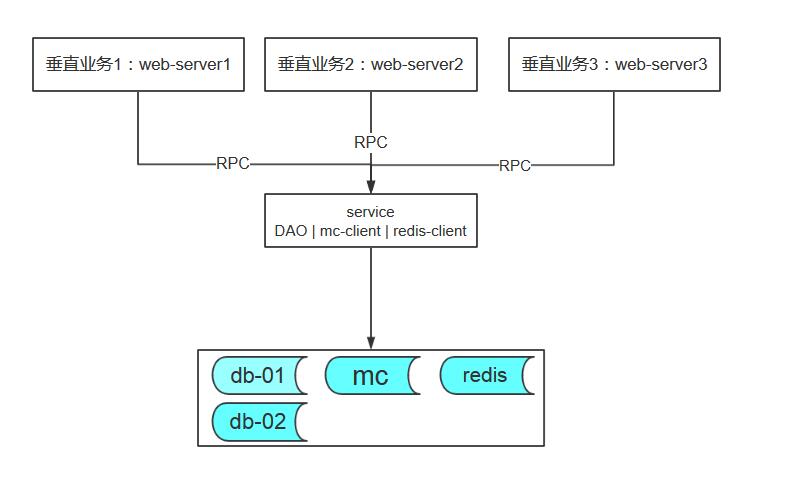 垂直业务1：web-server1
垂直业务2：web-server2
垂直业务3：web-server3
RPC
RPC
RPC
service
DAO | mc-client | redis-client
db-01
mc
redis
db-02